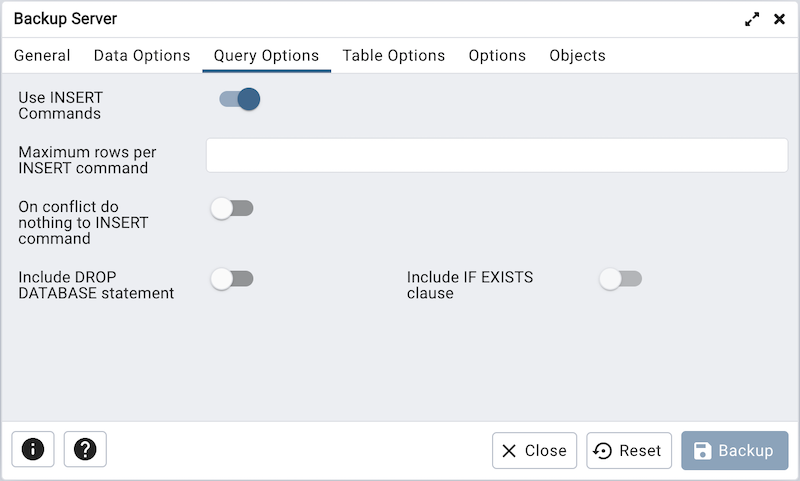 Backup Server
General Data Options Query Options Table Options Options Objects
Use INSERT
Commands
Maximum rows per
INSERT command
On conflict do
nothing to INSERT
command
Include DROP
DATABASE statement
Include IF EXISTS
clause
Close Reset Backup